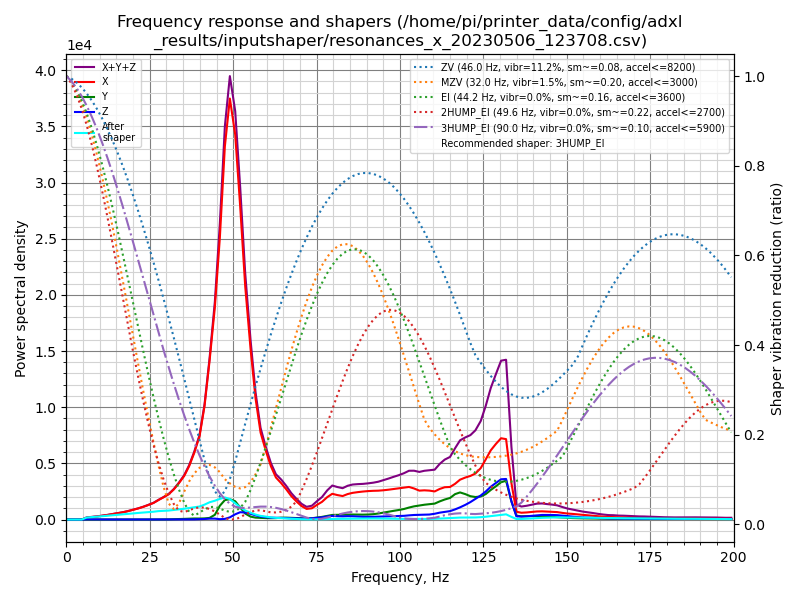 Frequency response and shapers (/home/pi/printer_data/config/adxl
_results/inputshaper/resonances_x_20230506_123708.csv)
1e4
X+Y+Z
X
Y
Z
After
shaper
ZV (46.0 Hz, vibr=11.2%, sm~=0.08, accel<=8200)
MZV (32.0 Hz, vibr=1.5%, sm~=0.20, accel<=3000)
EI (44.2 Hz, vibr=0.0%, sm~=0.16, accel<=3600)
2HUMP_EI (49.6 Hz, vibr=0.0%, sm~=0.22, accel<=2700)
3HUMP_EI (90.0 Hz, vibr=0.0%, sm~=0.10, accel<=5900)
Recommended shaper: 3HUMP_EI
Power spectral density
4.0
3.5
3.0
2.5
2.0
1.5
1.0
0.5
0.0
1.0
0.8
0.6
0.4
0.2
0.0
Shaper vibration reduction (ratio)
0 25 50 75 100 125 150 175 200
Frequency, Hz